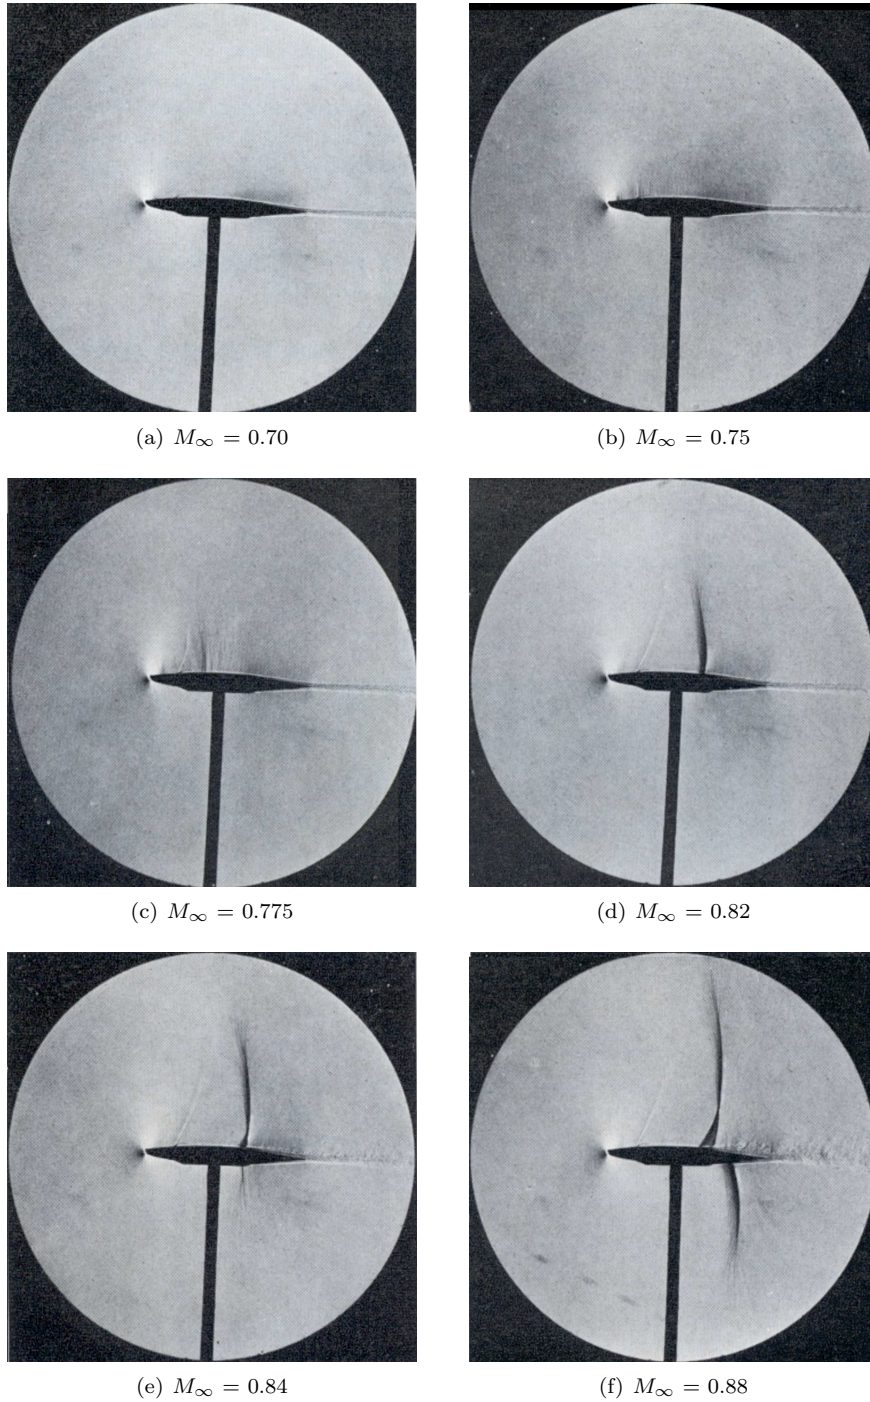 (a) M∞ = 0.70
(b) M∞ = 0.75
(c) M∞ = 0.775
(d) M∞ = 0.82
(e) M∞ = 0.84
(f) M∞ = 0.88